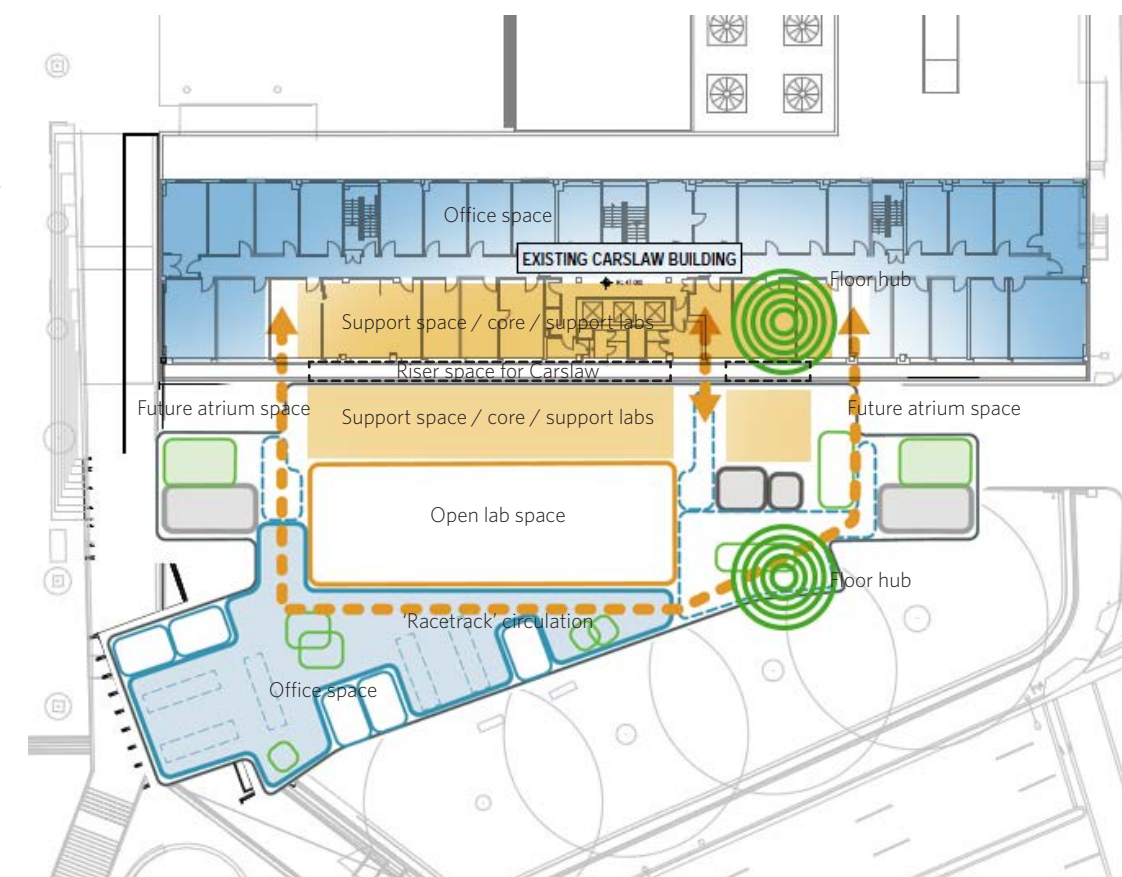 Office space
EXISTING CARSLAW BUILDING
Floor hub
Support space / core / support labs
Riser space for Carslaw
Future atrium space
Support space / core / support labs
Future atrium space
Open lab space
Floor hub
'Racetrack' circulation
Office space